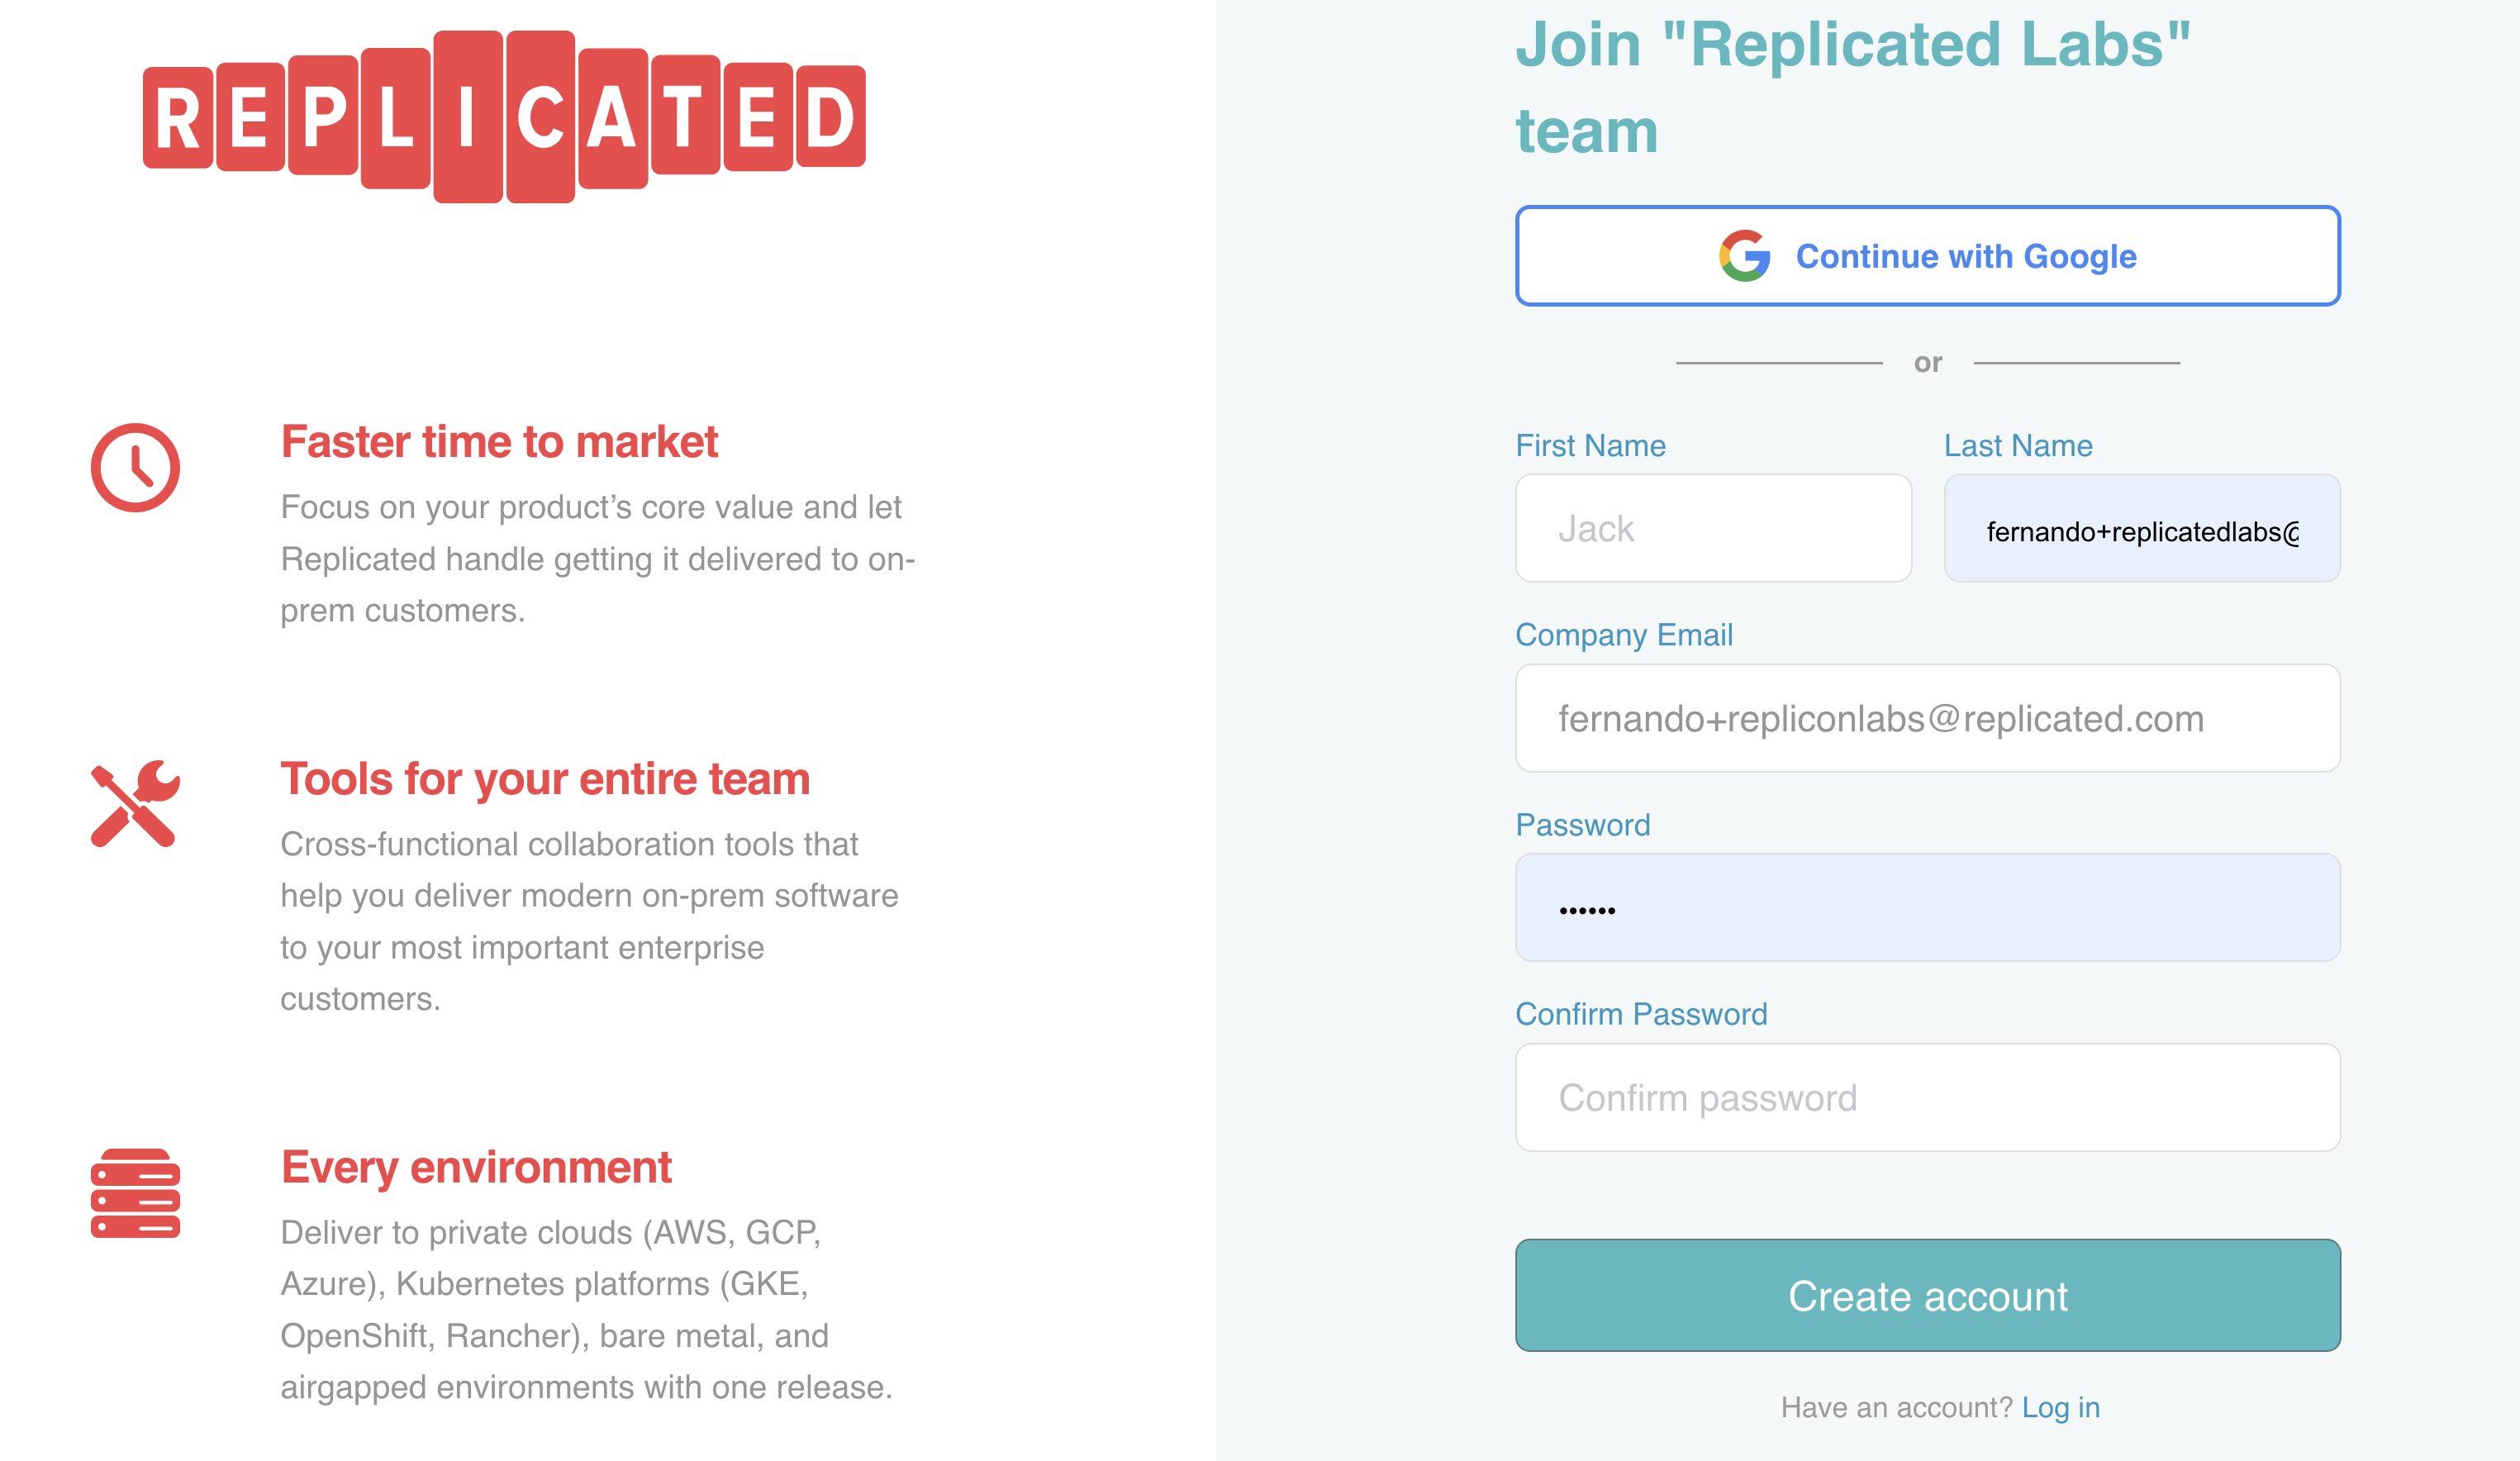 REPLICATED
Faster time to market
Focus on your product’s core value and let
Replicated handle getting it delivered to on-
prem customers.
Tools for your entire team
Cross-functional collaboration tools that
help you deliver modern on-prem software
to your most important enterprise
customers.
Every environment
Deliver to private clouds (AWS, GCP,
Azure), Kubernetes platforms (GKE,
OpenShift, Rancher), bare metal, and
airgapped environments with one release.
Join "Replicated Labs"
team
Continue with Google
or
First Name Last Name
Jack fernando+replicatedlabs@
Company Email
fernando+repliconlabs@replicated.com
Password
••••••
Confirm Password
Confirm password
Create account
Have an account? Log in